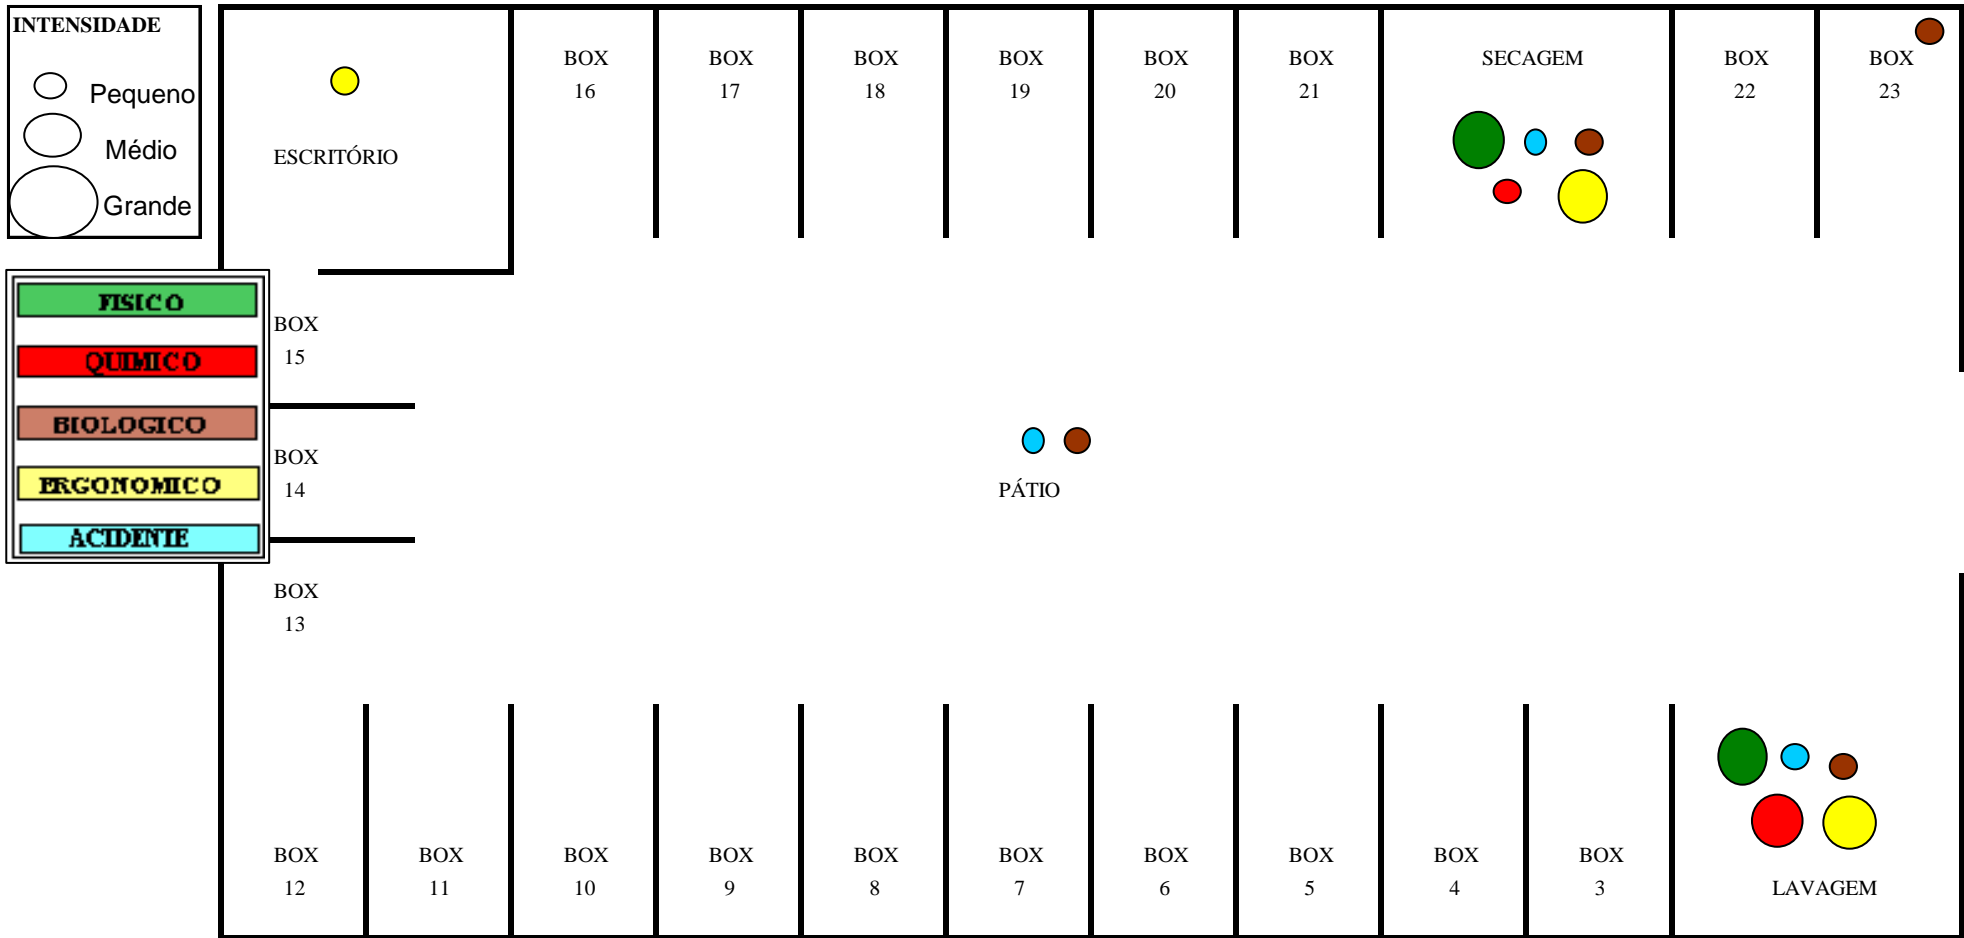 INTENSIDADE
Pequeno
Médio
Grande
FISICO
QUIMICO
BIOLOGICO
ERGONOMICO
ACIDENTE
ESCRITÓRIO
BOX
16
BOX
17
BOX
18
BOX
19
BOX
20
BOX
21
SECAGEM
BOX
22
BOX
23
BOX
15
BOX
14
BOX
13
PÁTIO
BOX
12
BOX
11
BOX
10
BOX
9
BOX
8
BOX
7
BOX
6
BOX
5
BOX
4
BOX
3
LAVAGEM